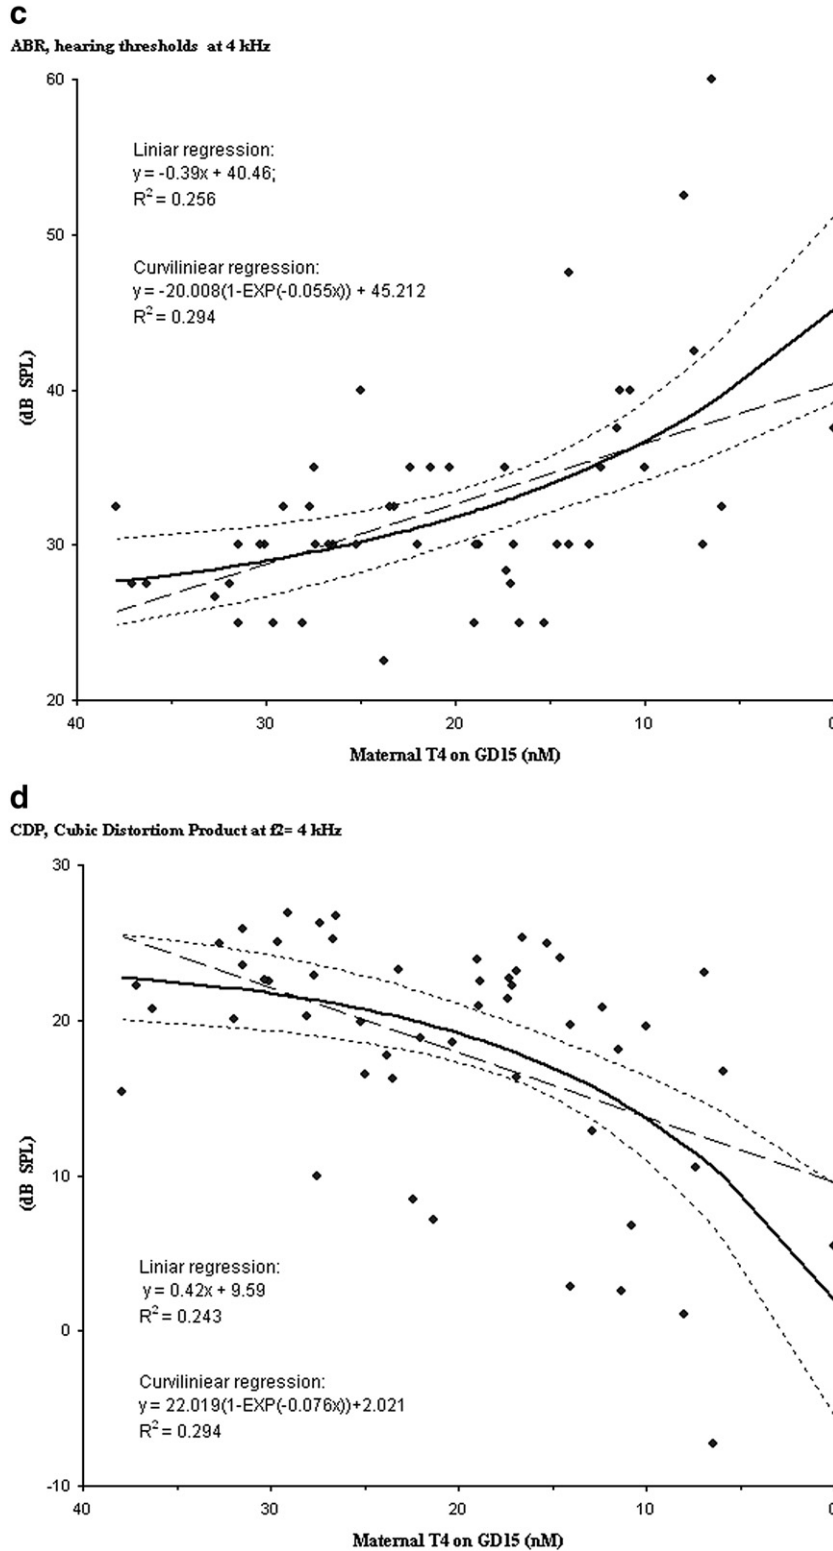 c
ABR, hearing thresholds at 4 kHz
60
Liniar regression:
y = -0.39x + 40.46;
R² = 0.256
50
Curviliniear regression:
y = -20.008(1-EXP(-0.055x)) + 45.212
R² = 0.294
(dB SPL)
40
30
20
40 30 20 10 0
Maternal T4 on GD15 (nM)
d
CDP, Cubic Distortiom Product at f2= 4 kHz
30
20
(dB SPL)
10
Liniar regression:
y = 0.42x + 9.59
R² = 0.243
0
Curviliniear regression:
y = 22.019(1-EXP(-0.076x))+2.021
R² = 0.294
-10
40 30 20 10 0
Maternal T4 on GD15 (nM)